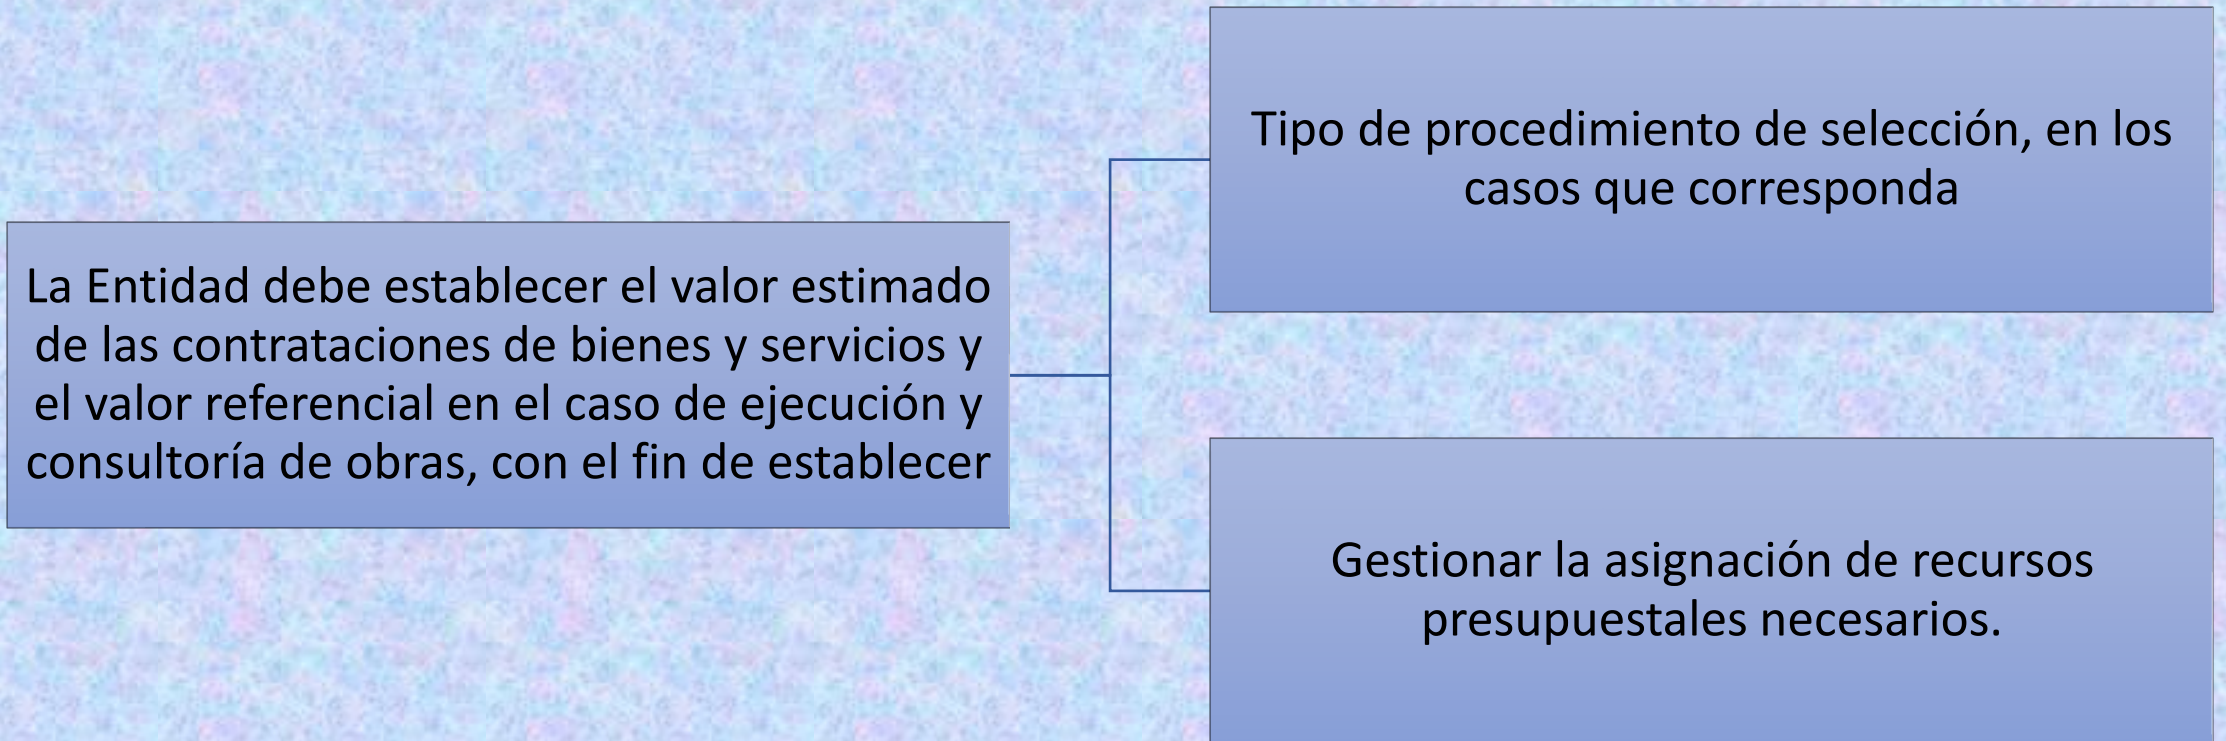 La Entidad debe establecer el valor estimado
de las contrataciones de bienes y servicios y
el valor referencial en el caso de ejecución y
consultoría de obras, con el fin de establecer
Tipo de procedimiento de selección, en los
casos que corresponda
Gestionar la asignación de recursos
presupuestales necesarios.